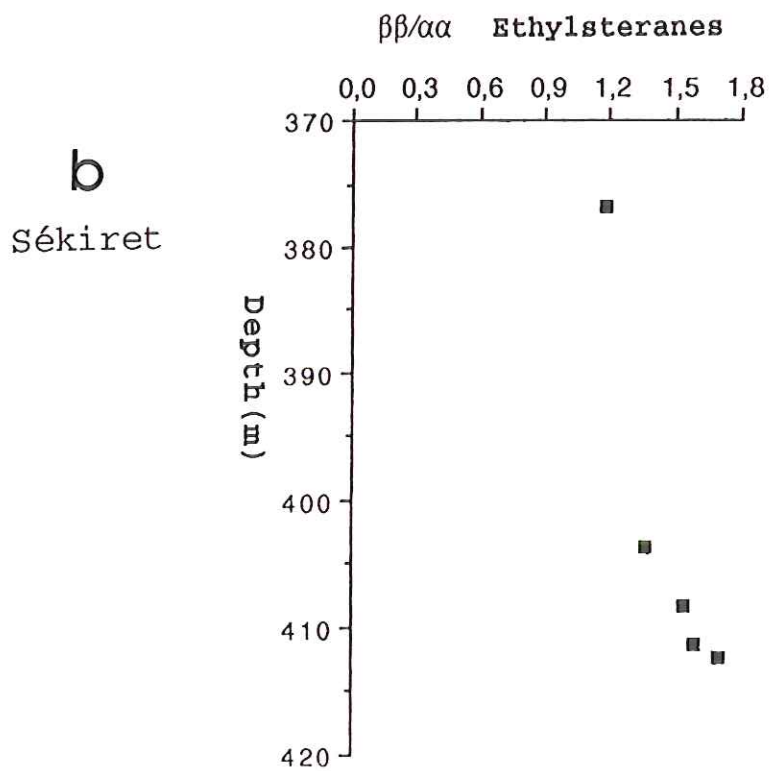 ββ/αα Ethylsteranes
0,0 0,3 0,6 0,9 1,2 1,5 1,8
370
b
Sékiret
380
Depth (m)
390
400
410
420